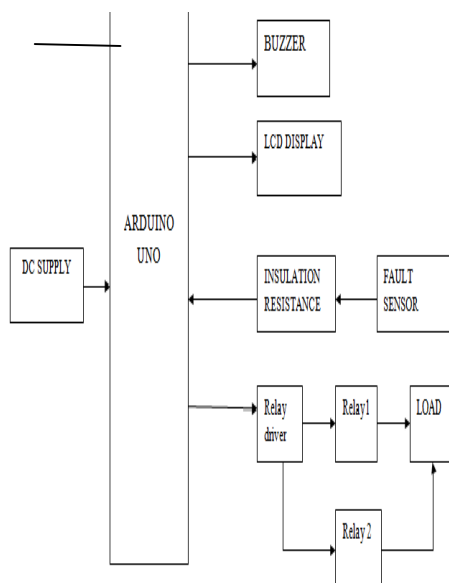 BUZZER
LCD DISPLAY
ARDUINO
UNO
DC SUPPLY
INSULATION
RESISTANCE
FAULT
SENSOR
Relay
driver
Relay1
LOAD
Relay 2